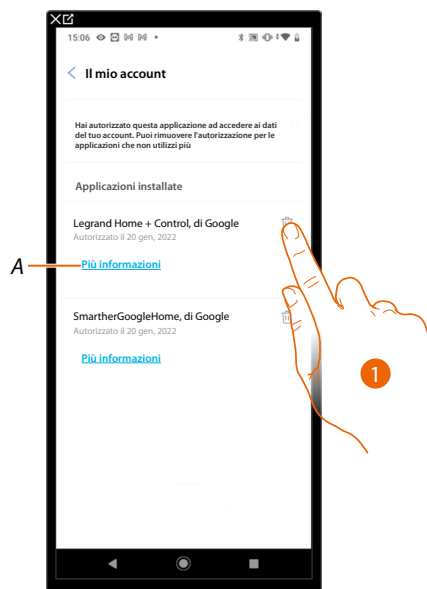 15:06
Il mio account
Hai autorizzato questa applicazione ad accedere ai dati
del tuo account. Puoi rimuovere l'autorizzazione per le
applicazioni che non utilizzi più
Applicazioni installate
Legrand Home + Control, di Google
Autorizzato il 20 gen, 2022
A
Più informazioni
SmartherGoogleHome, di Google
Autorizzato il 20 gen, 2022
Più informazioni
1